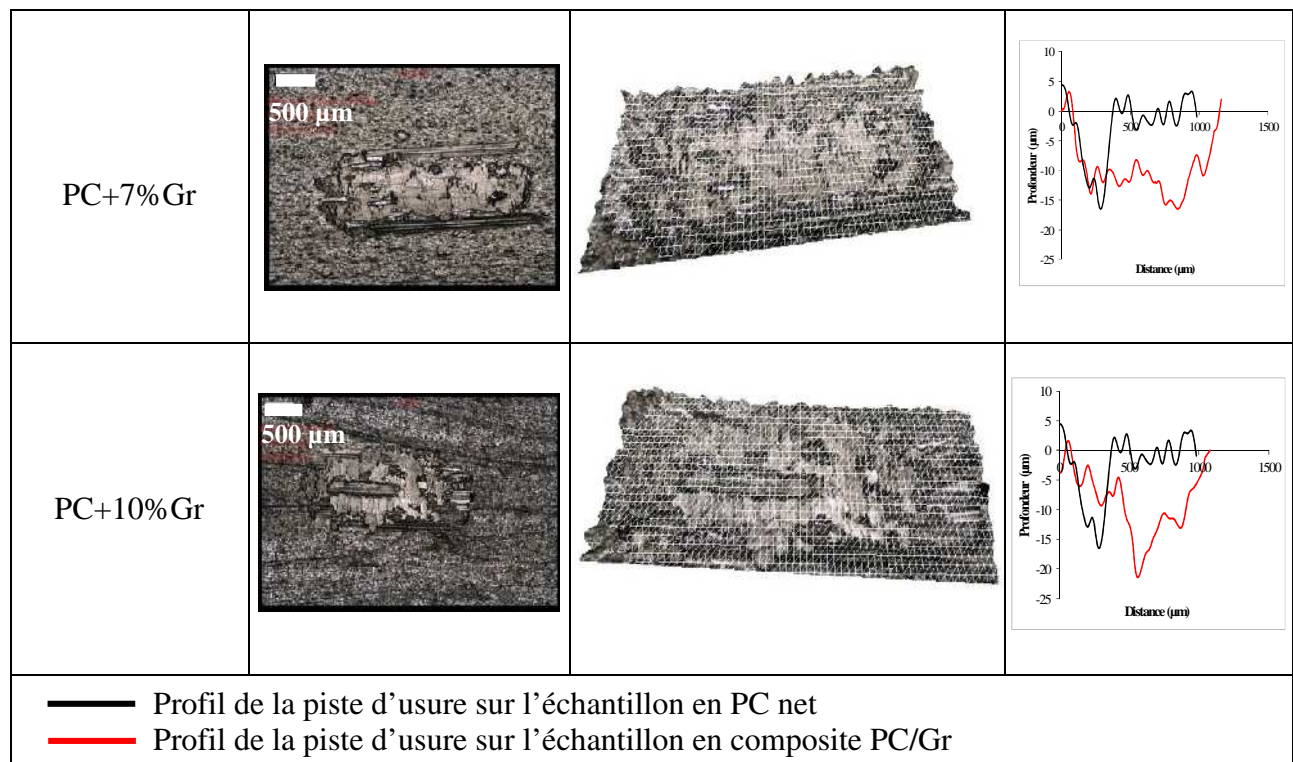 PC+7%Gr
500 µm
10
5
0
-5
-10
-15
-20
-25
0
500
1000
1500
Profondeur (µm)
Distance (µm)
PC+10%Gr
500 µm
10
5
0
-5
-10
-15
-20
-25
0
500
1000
1500
Profondeur (µm)
Distance (µm)
Profil de la piste d'usure sur l'échantillon en PC net
Profil de la piste d'usure sur l'échantillon en composite PC/Gr